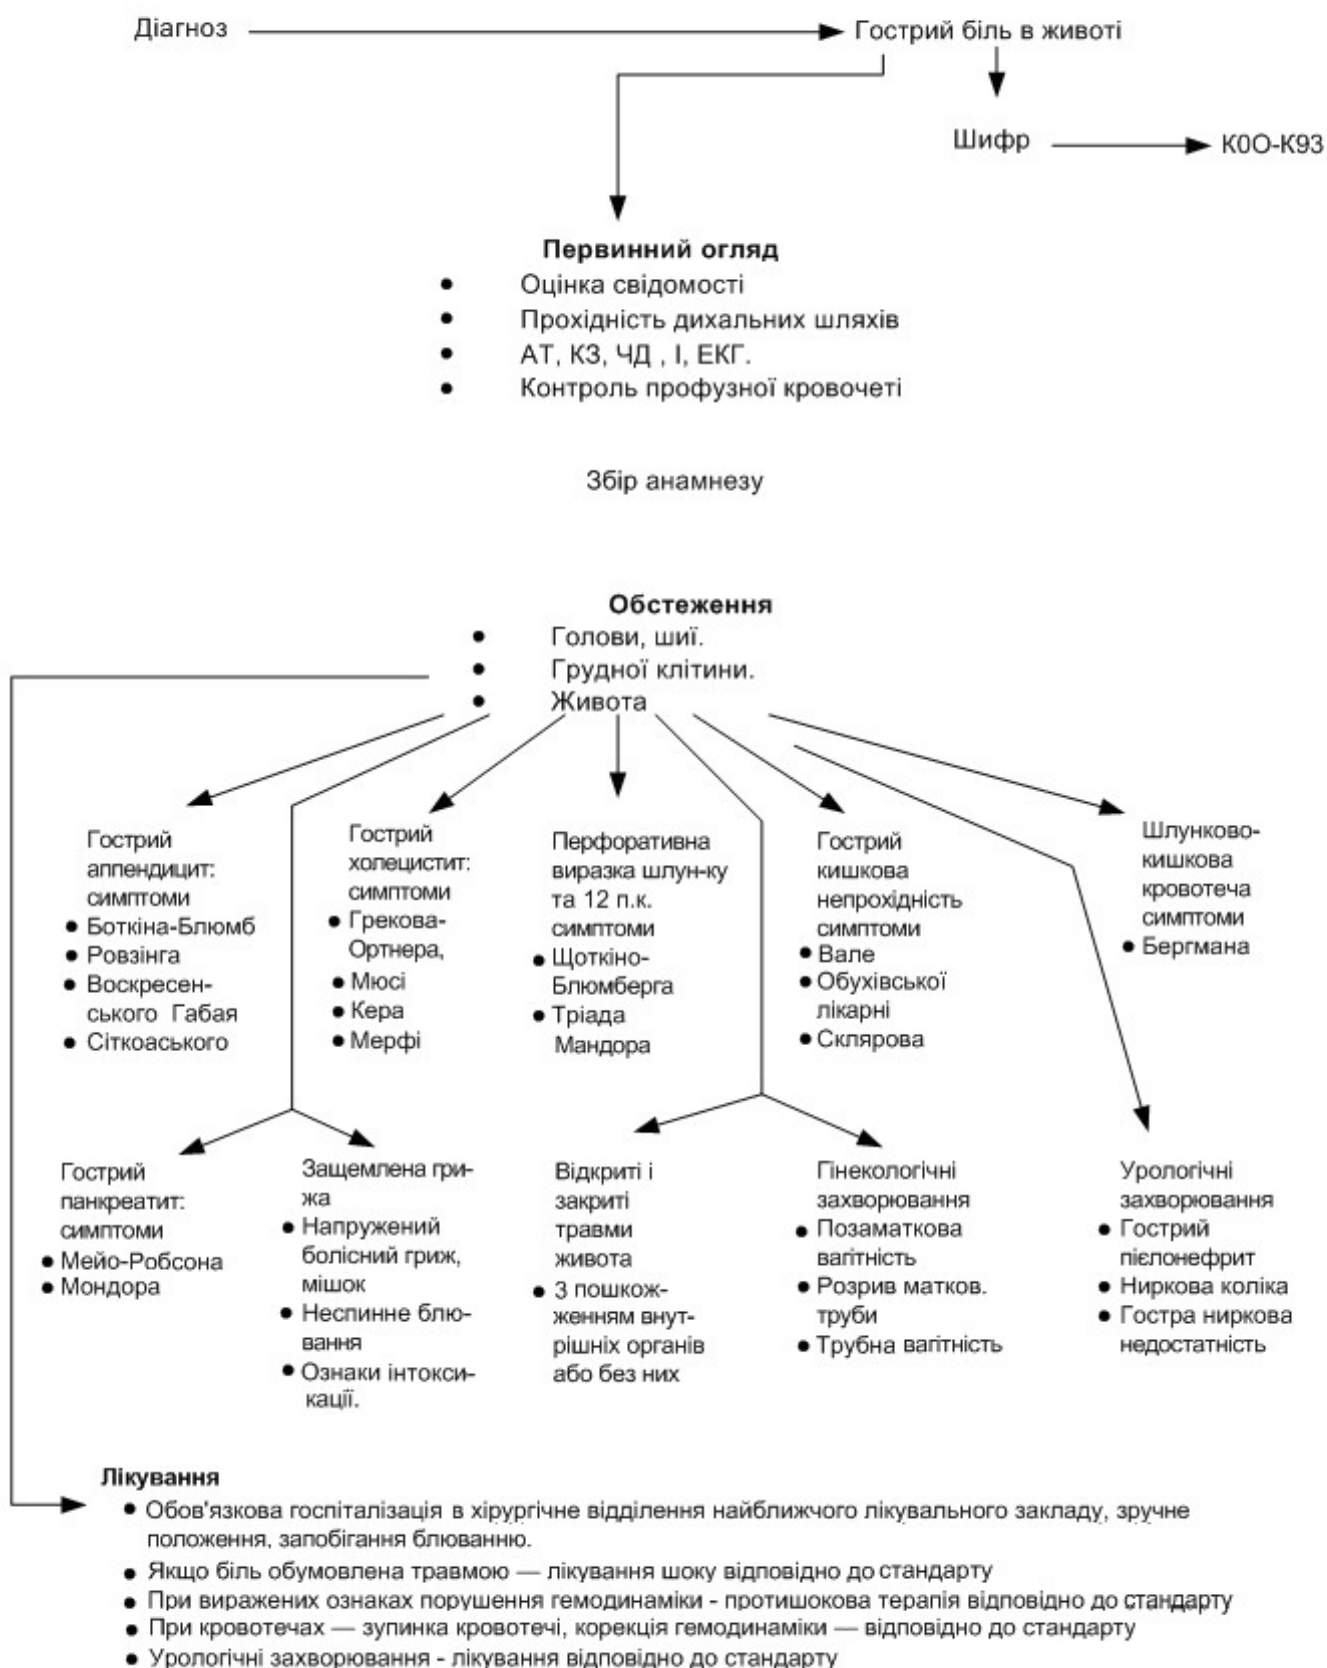 Діагноз
Гострий біль в животі
Шифр
К0О-К93
Первинний огляд
● Оцінка свідомості
● Прохідність дихальних шляхів
● АТ, КЗ, ЧД , І, ЕКГ.
● Контроль профузної кровочеті
Збір анамнезу
Обстеження
● Голови, шиї.
● Грудної клітини.
● Живота
Гострий
аппендицит:
симптоми
● Боткіна-Блюмб
● Ровзінга
● Воскресен-
ського Габая
● Сіткоаського
Гострий
холецистит:
симптоми
● Грекова-
Ортнера,
● Мюсі
● Кера
● Мерфі
Перфоративна
виразка шлун-ку
та 12 п.к.
симптоми
● Щоткіно-
Блюмберга
● Тріада
Мандора
Гострий
кишкова
непрохідність
симптоми
● Вале
● Обухівської
лікарні
● Склярова
Шлунково-
кишкова
кровотеча
симптоми
● Бергмана
Гострий
панкреатит:
симптоми
● Мейо-Робсона
● Мондора
Защемлена гри-
жа
● Напружений
болісний гриж,
мішок
● Неспинне блю-
вання
● Ознаки інтокси-
кації.
Відкриті і
закриті
травми
живота
● З пошкод-
женням внут-
рішніх органів
або без них
Гінекологічні
захворювання
● Позаматкова
вагітність
● Розрив матков.
труби
● Трубна вагітність
Урологічні
захворювання
● Гострий
пієлонефрит
● Ниркова коліка
● Гостра ниркова
недостатність
Лікування
● Обов'язкова госпіталізація в хірургічне відділення найближчого лікувального закладу, зручне
положення, запобігання блюванню.
● Якщо біль обумовлена травмою — лікування шоку відповідно до стандарту
● При виражених ознаках порушення гемодинаміки - протишокова терапія відповідно до стандарту
● При кровотечах — зупинка кровотечі, корекція гемодинаміки — відповідно до стандарту
● Урологічні захворювання - лікування відповідно до стандарту